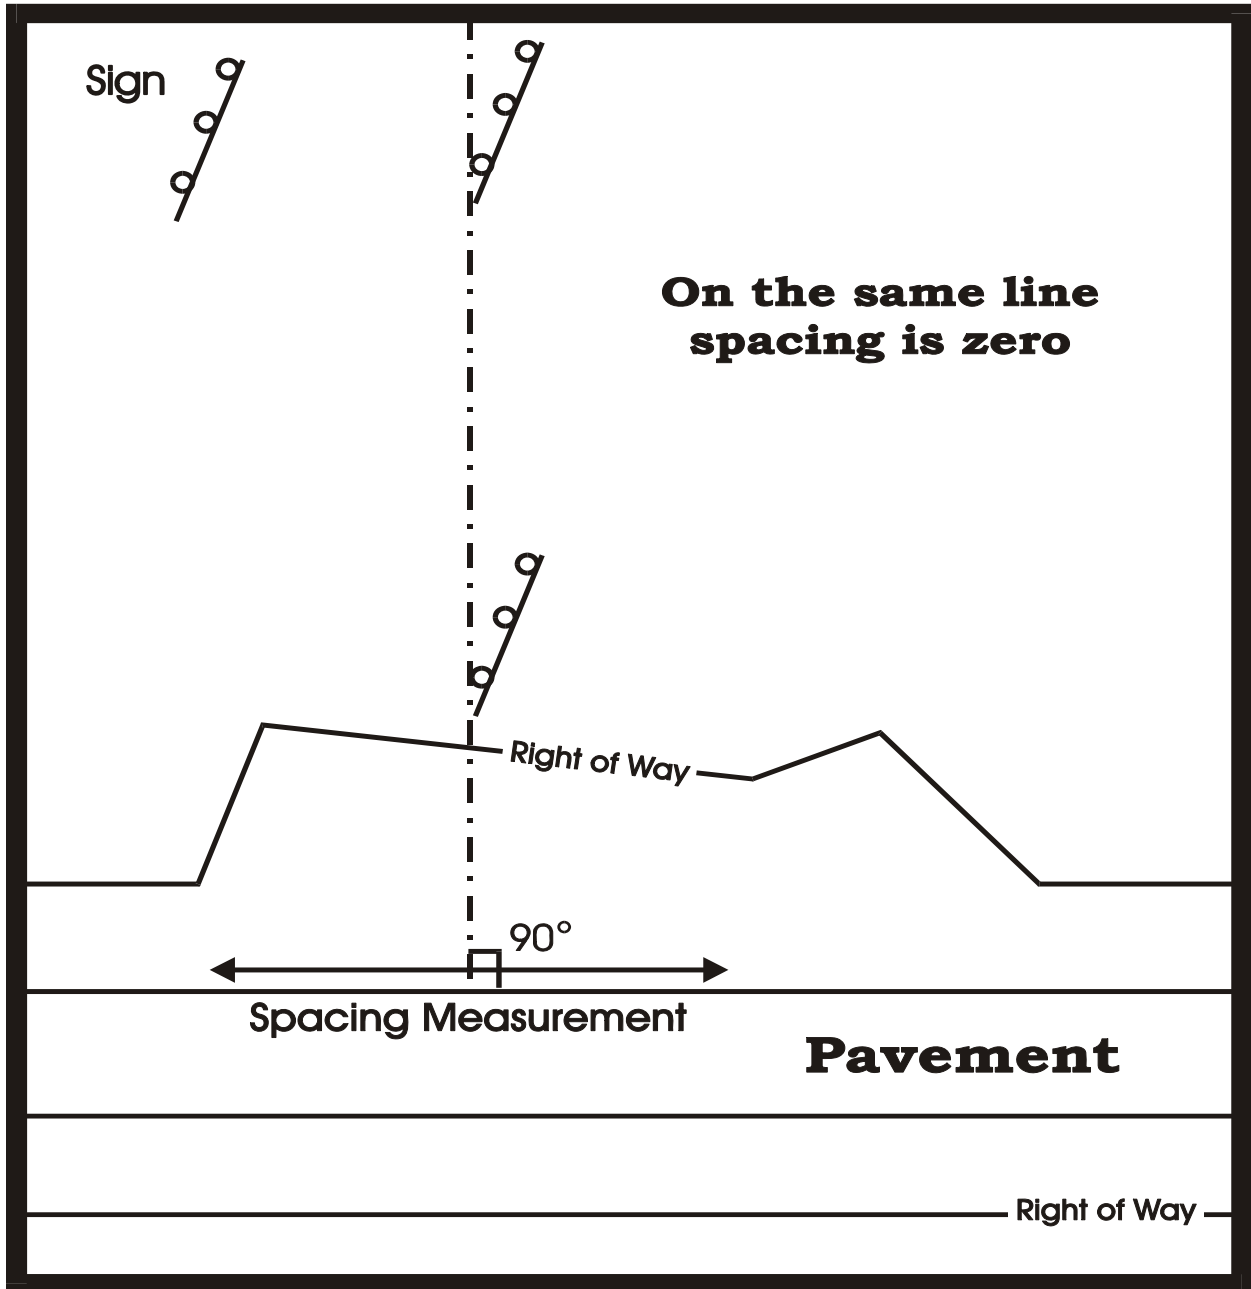 Sign
On the same line
spacing is zero
Right of Way
90°
Spacing Measurement
Pavement
Right of Way